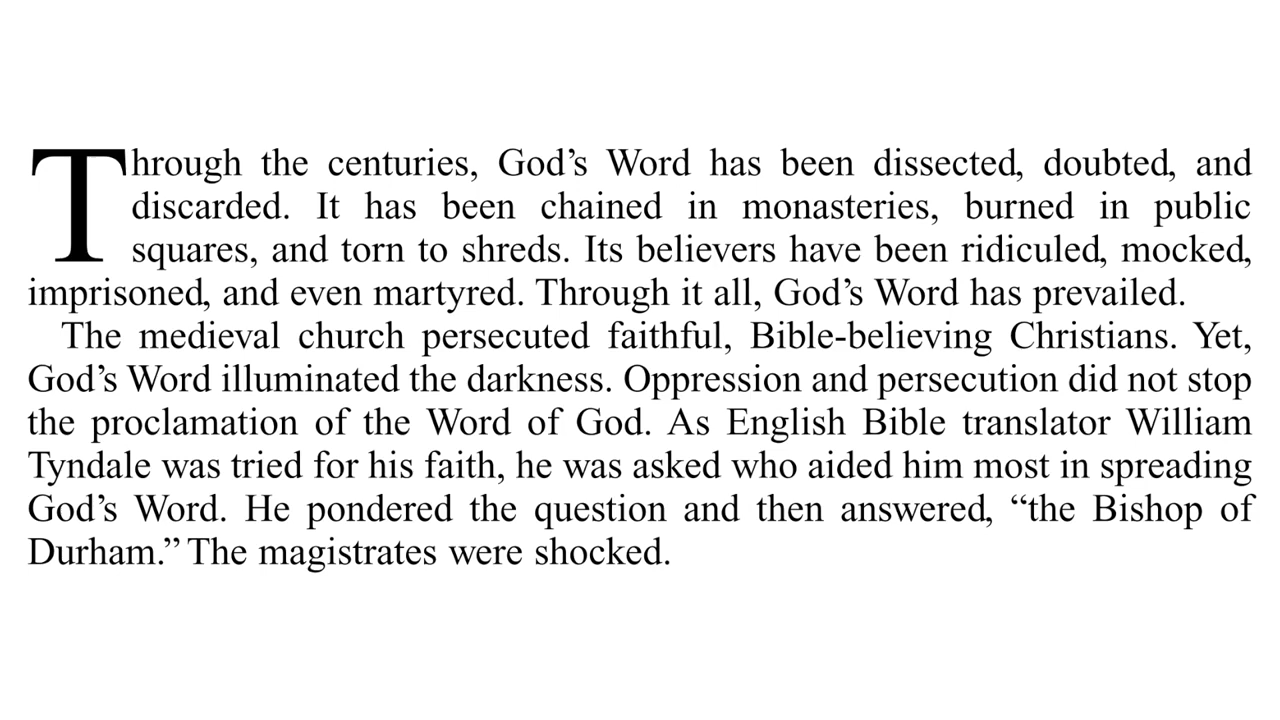 Through the centuries, God’s Word has been dissected, doubted, and
discarded. It has been chained in monasteries, burned in public
squares, and torn to shreds. Its believers have been ridiculed, mocked,
imprisoned, and even martyred. Through it all, God’s Word has prevailed.
The medieval church persecuted faithful, Bible-believing Christians. Yet,
God’s Word illuminated the darkness. Oppression and persecution did not stop
the proclamation of the Word of God. As English Bible translator William
Tyndale was tried for his faith, he was asked who aided him most in spreading
God’s Word. He pondered the question and then answered, “the Bishop of
Durham.” The magistrates were shocked.